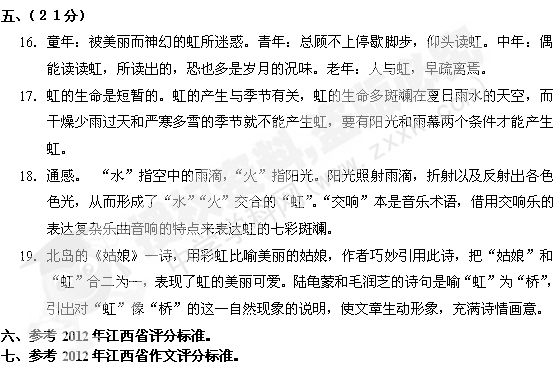 五、（２１分）
16．童年：被美丽而神幻的虹所迷惑。青年：总顾不上停歇脚步，仰头读虹。中年：偶
能读读虹，所读出的，恐也多是岁月的况味。老年：人与虹，早疏离焉。
17．虹的生命是短暂的。虹的产生与季节有关，虹的生命多斑斓在夏日雨水的天空，而
干燥少雨过天和严寒多雪的季节就不能产生虹，要有阳光和雨幕两个条件才能产生
虹。
18．通感。 “水”指空中的雨滴，“火”指阳光。阳光照射雨滴，折射以及反射出各色
色光，从而形成了“水”“火”交合的“虹”。“交响”本是音乐术语，借用交响乐的
表达复杂乐曲音响的特点来表达虹的七彩斑斓。
19．北岛的《姑娘》一诗，用彩虹比喻美丽的姑娘，作者巧妙引用此诗，把“姑娘”和
“虹”合二为一，表现了虹的美丽可爱。陆龟蒙和毛润芝的诗句是喻“虹”为“桥”，
引出对“虹”像“桥”的这一自然现象的说明，使文章生动形象，充满诗情画意。
六、参考 2012 年江西省评分标准。
七、参考 2012 年江西省作文评分标准。